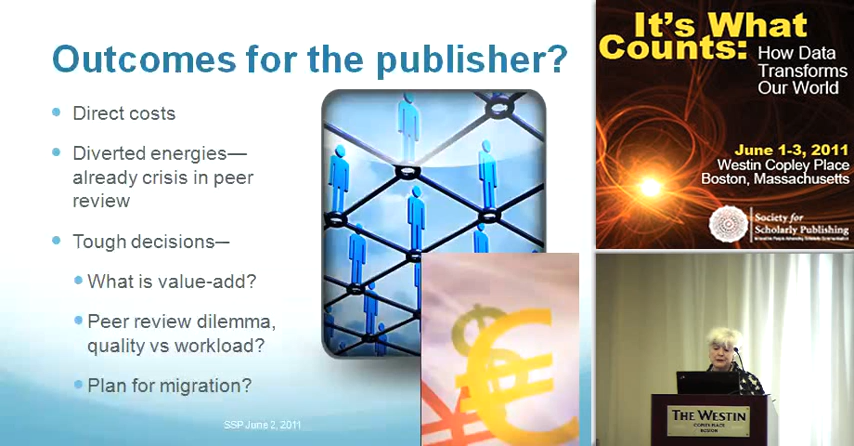 Outcomes for the publisher?
Direct costs
Diverted energies—
already crisis in peer
review
Tough decisions—
What is value-add?
Peer review dilemma,
quality vs workload?
Plan for migration?
SSP June 2, 2011
It's What
Counts:
How Data
Transforms
Our World
June 1-3, 2011
Westin Copley Place
Boston, Massachusetts
Society for
Scholarly Publishing
THE WESTIN
COPLEY PLACE
BOSTON